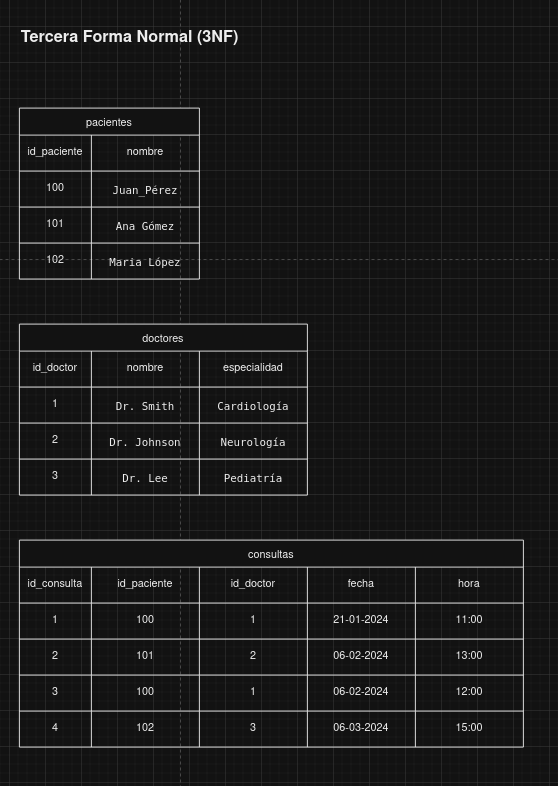 Tercera Forma Normal (3NF)
pacientes
id_paciente nombre
100 Juan Pérez
101 Ana Gómez
102 Maria López
doctores
id_doctor nombre especialidad
1 Dr. Smith Cardiología
2 Dr. Johnson Neurología
3 Dr. Lee Pediatría
consultas
id_consulta id_paciente id_doctor fecha hora
1 100 1 21-01-2024 11:00
2 101 2 06-02-2024 13:00
3 100 1 06-02-2024 12:00
4 102 3 06-03-2024 15:00